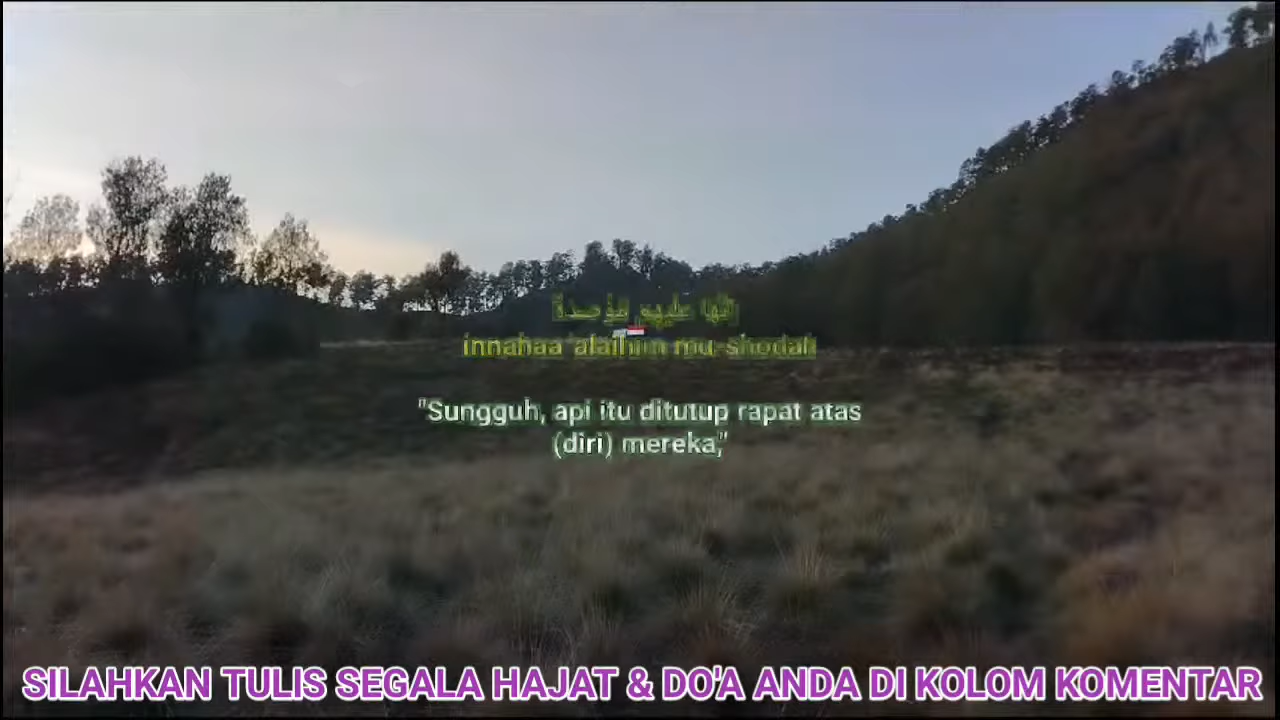 إنها عليهم مؤصدة
innahaa 'alaihim mu-shodah
"Sungguh, api itu ditutup rapat atas
(diri) mereka,"
SILAHKAN TULIS SEGALA HAJAT & DO'A ANDA DI KOLOM KOMENTAR